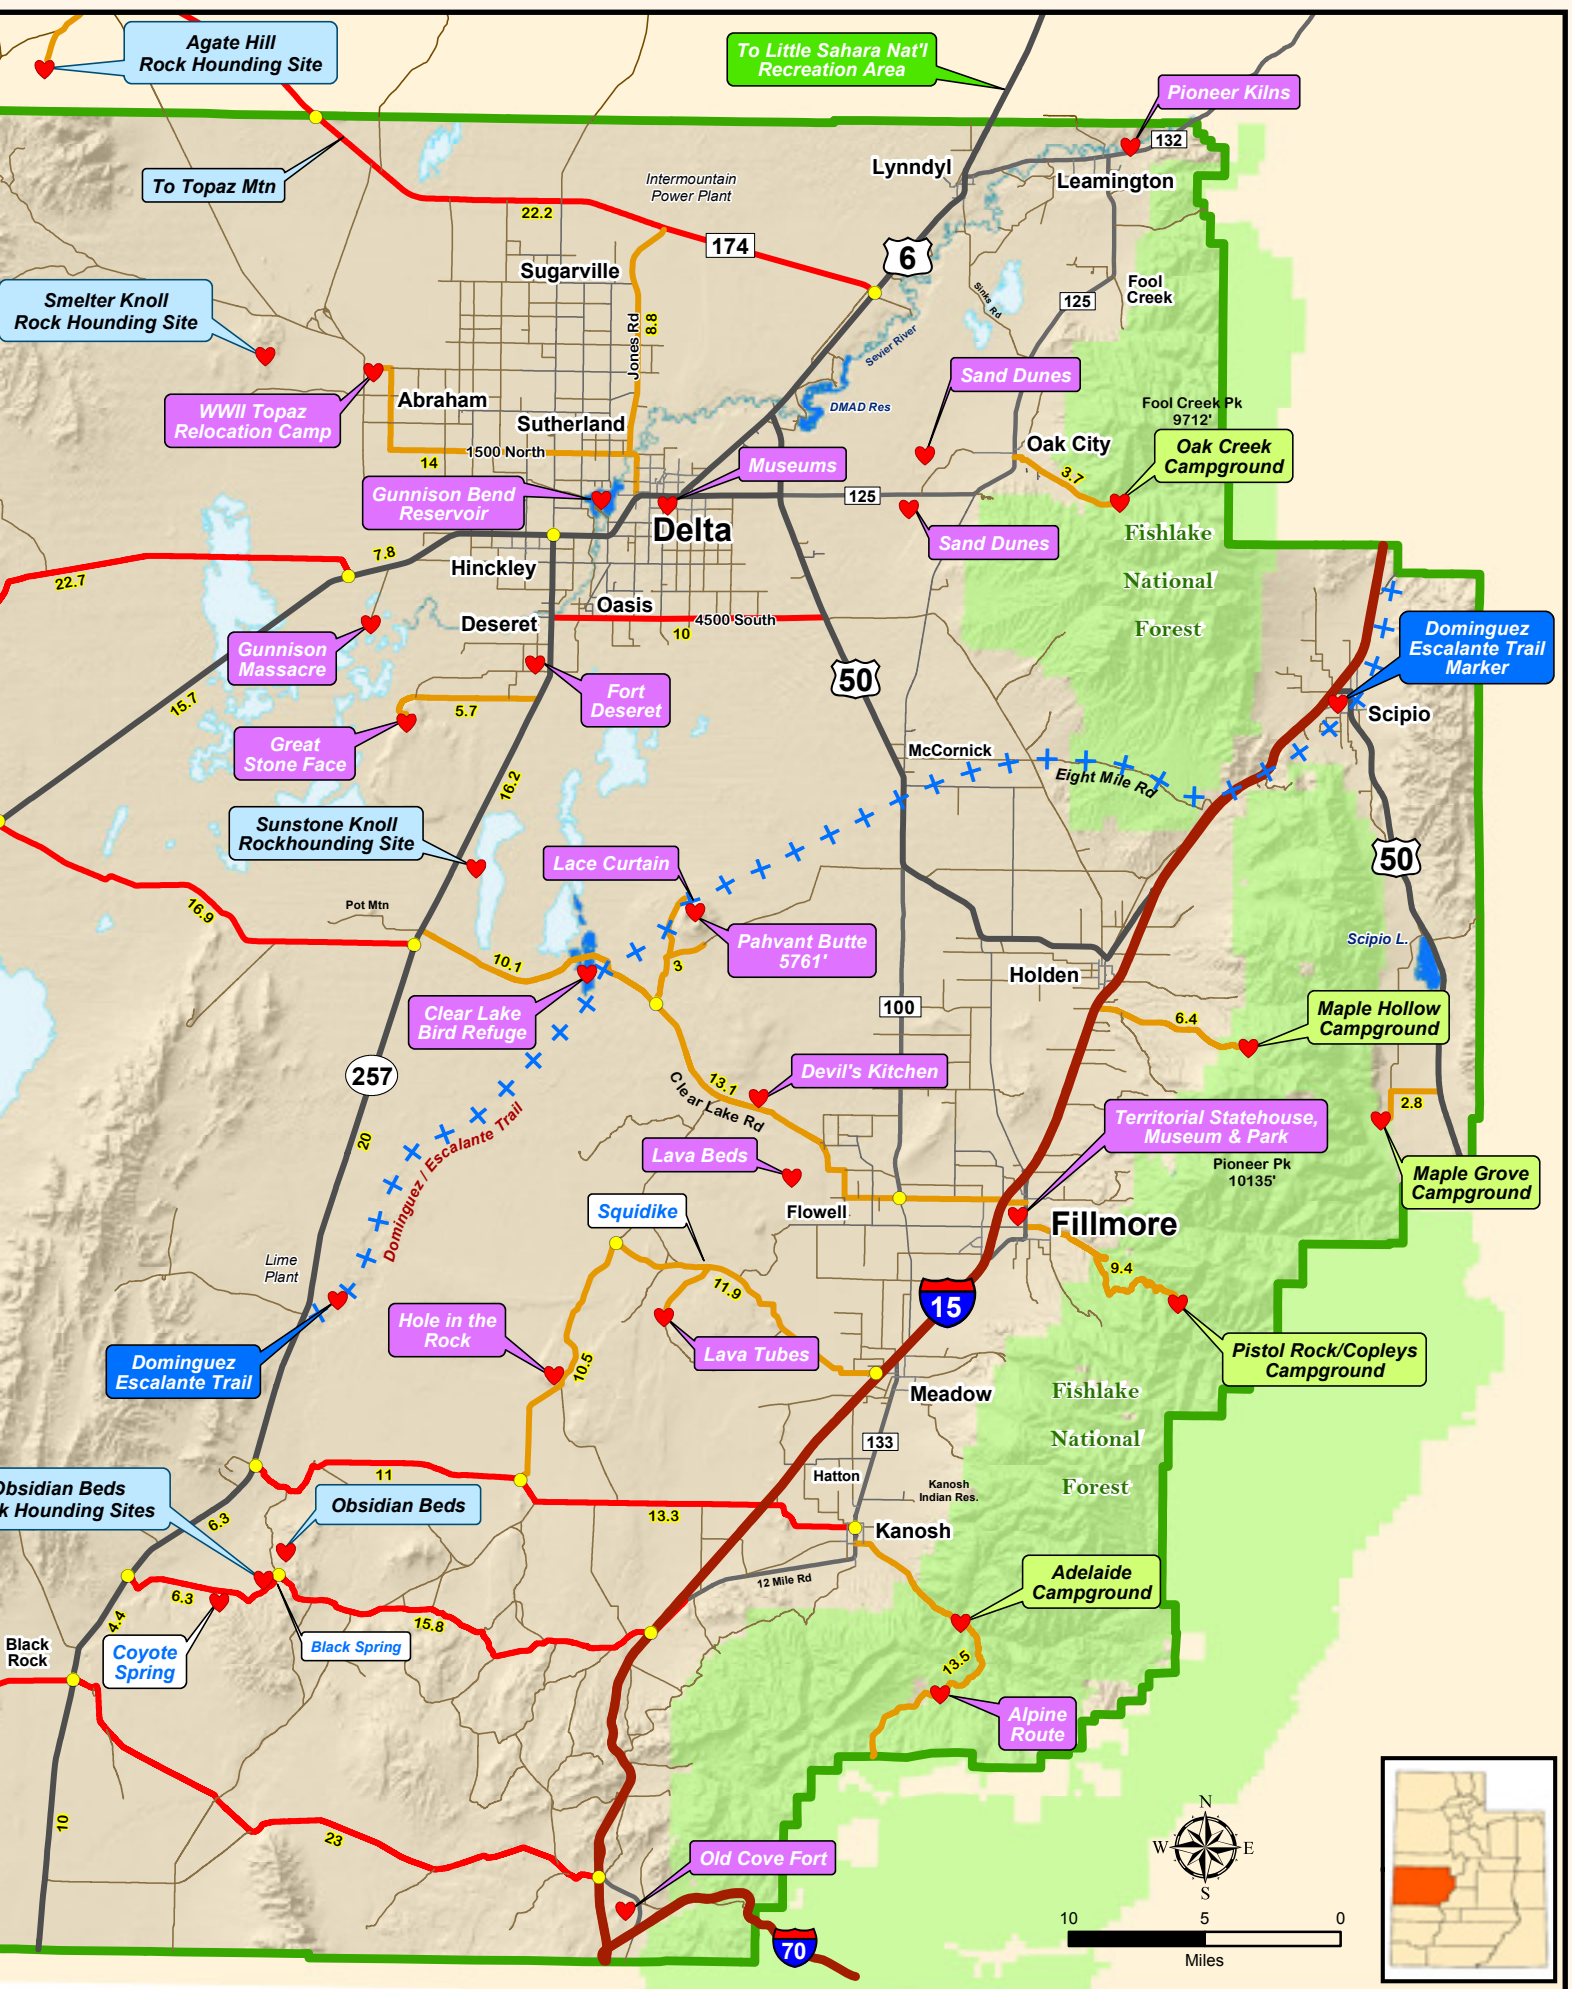 Agate Hill
Rock Hounding Site
To Little Sahara Nat'l
Recreation Area
Pioneer Kilns
132
Lynndyl
Leamington
To Topaz Mtn
Intermountain
Power Plant
22.2
174
6
Sugarville
Fool
Creek
125
Sinks Rd
Smelter Knoll
Rock Hounding Site
8.8
Jones Rd
Sevier River
Sand Dunes
WWII Topaz
Relocation Camp
Abraham
Sutherland
DMAD Res
Fool Creek Pk
9712'
Oak City
Oak Creek
Campground
14
1500 North
3.7
Museums
Gunnison Bend
Reservoir
125
Delta
Sand Dunes
Fishlake
National
Forest
7.8
22.7
Hinckley
Oasis
Deseret
4500 South
10
Gunnison
Massacre
Dominguez
Escalante Trail
Marker
50
Fort
Deseret
15.7
5.7
Scipio
Great
Stone Face
McCornick
Eight Mile Rd
16.2
Sunstone Knoll
Rockhounding Site
50
Lace Curtain
Pot Mtn
16.9
Pahvant Butte
5761'
Scipio L.
10.1
3
Holden
Clear Lake
Bird Refuge
100
Maple Hollow
Campground
6.4
257
Devil's Kitchen
13.1
Clear Lake Rd
2.8
Territorial Statehouse,
Museum & Park
20
Dominguez / Escalante Trail
Lava Beds
Pioneer Pk
10135'
Maple Grove
Campground
Squidike
Flowell
Fillmore
Lime
Plant
9.4
11.9
15
Hole in the
Rock
Lava Tubes
Dominguez
Escalante Trail
10.5
Pistol Rock/Copleys
Campground
Meadow
Fishlake
National
Forest
133
11
Hatton
Kanosh
Indian Res.
Obsidian Beds
k Hounding Sites
Obsidian Beds
6.3
13.3
Kanosh
12 Mile Rd
Adelaide
Campground
6.3
4.4
15.8
Black
Rock
Coyote
Spring
Black Spring
13.5
Alpine
Route
10
23
Old Cove Fort
70
N
W
E
S
10
5
0
Miles